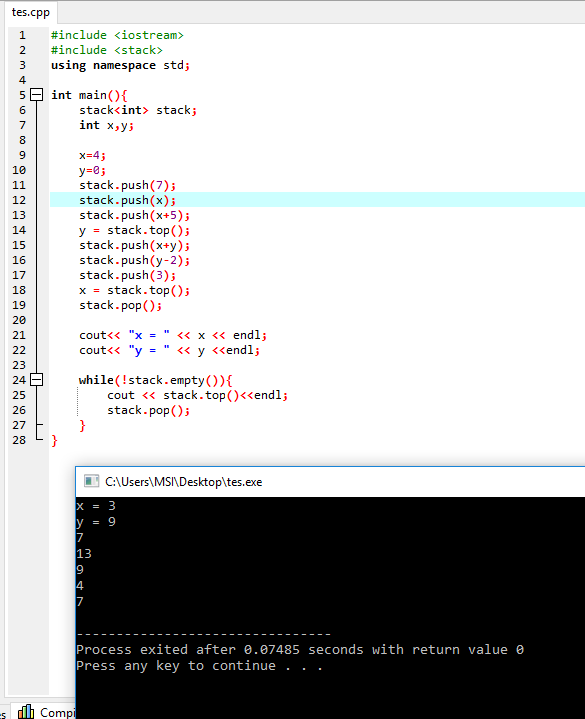 tes.cpp
1 #include <iostream>
2 #include <stack>
3 using namespace std;
4
5 int main(){
6 stack<int> stack;
7 int x,y;
8
9 x=4;
10 y=0;
11 stack.push(7);
12 stack.push(x);
13 stack.push(x+5);
14 y = stack.top();
15 stack.push(x+y);
16 stack.push(y-2);
17 stack.push(3);
18 x = stack.top();
19 stack.pop();
20
21 cout<< "x = " << x << endl;
22 cout<< "y = " << y <<endl;
23
24 while(!stack.empty()){
25 cout << stack.top()<<endl;
26 stack.pop();
27 }
28 }
C:\Users\MSI\Desktop\tes.exe
x = 3
y = 9
7
13
9
4
7
--------------------------------
Process exited after 0.07485 seconds with return value 0
Press any key to continue . . .
es Compi